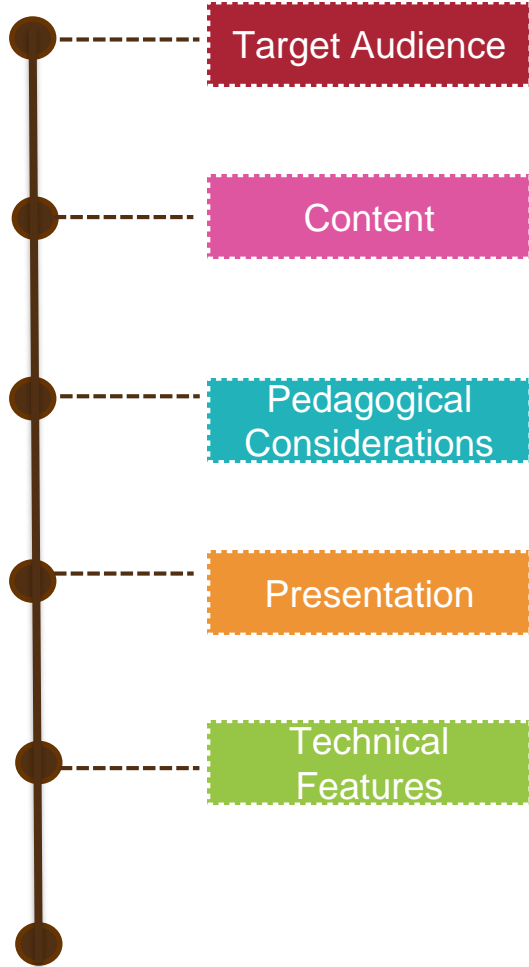 Target Audience
Content
Pedagogical
Considerations
Presentation
Technical
Features